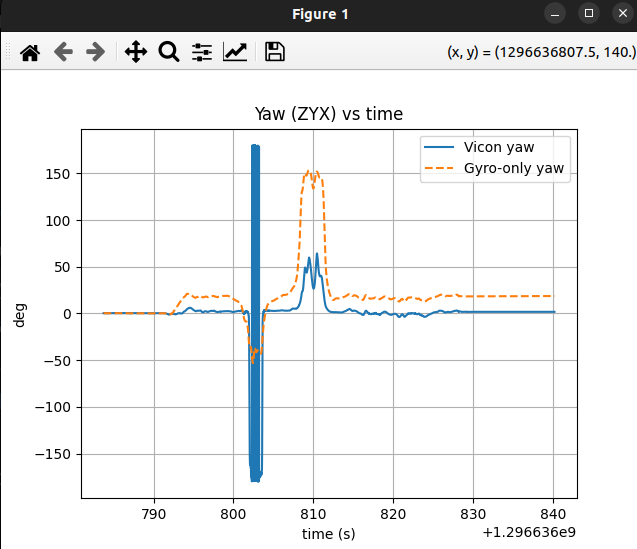 Figure 1
(x, y) = (1296636807.5, 140.)
Yaw (ZYX) vs time
Vicon yaw
Gyro-only yaw
150
100
50
0
−50
−100
−150
deg
790
800
810
820
830
840
time (s)
+1.296636e9